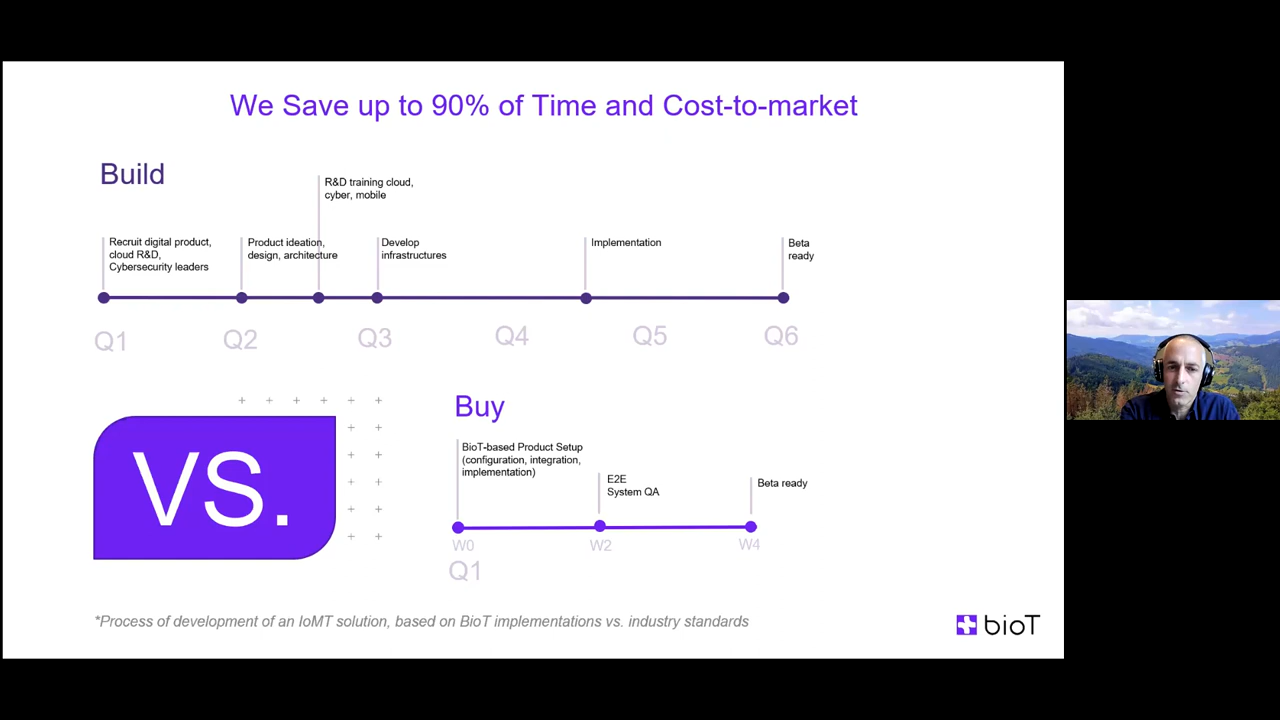 We Save up to 90% of Time and Cost-to-market
Build
R&D training cloud,
cyber, mobile
Recruit digital product,
cloud R&D,
Cybersecurity leaders
Product ideation,
design, architecture
Develop
infrastructures
Implementation
Beta
ready
Q1
Q2
Q3
Q4
Q5
Q6
VS.
Buy
BioT-based Product Setup
(configuration, integration,
implementation)
E2E
System QA
Beta ready
W0
W2
W4
Q1
*Process of development of an IoMT solution, based on BioT implementations vs. industry standards
bioT